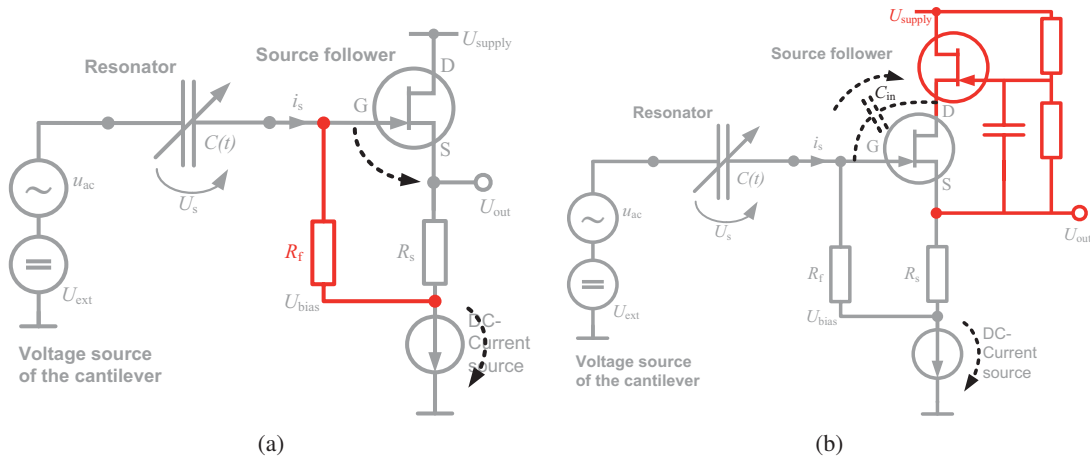 U_supply
Source follower
D
Resonator
i_s
G
C(t)
S
u_ac
U_s
U_out
R_f
R_s
U_ext
U_bias
DC-
Current
source
Voltage source
of the cantilever
(a)
U_supply
Source follower
C_in
D
Resonator
i_s
G
C(t)
S
u_ac
U_s
U_out
R_f
R_s
U_ext
U_bias
DC-
Current
source
Voltage source
of the cantilever
(b)